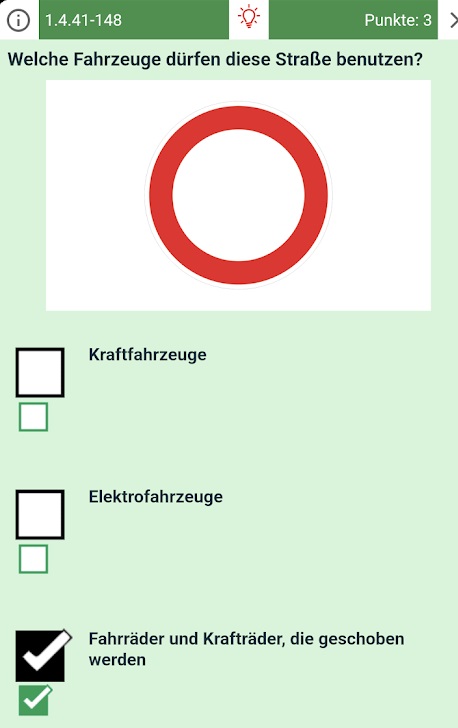 1.4.41-148
Punkte: 3
Welche Fahrzeuge dürfen diese Straße benutzen?
Kraftfahrzeuge
Elektrofahrzeuge
Fahrräder und Krafträder, die geschoben
werden